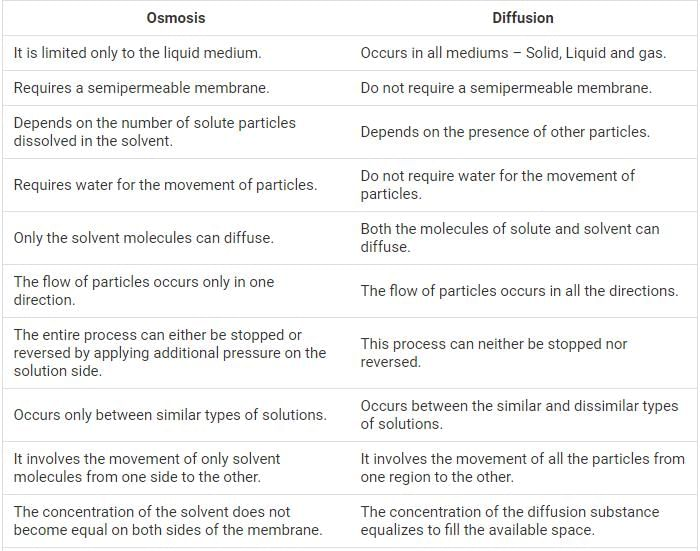 Osmosis
Diffusion
It is limited only to the liquid medium.
Occurs in all mediums – Solid, Liquid and gas.
Requires a semipermeable membrane.
Do not require a semipermeable membrane.
Depends on the number of solute particles
dissolved in the solvent.
Depends on the presence of other particles.
Requires water for the movement of particles.
Do not require water for the movement of
particles.
Only the solvent molecules can diffuse.
Both the molecules of solute and solvent can
diffuse.
The flow of particles occurs only in one
direction.
The flow of particles occurs in all the directions.
The entire process can either be stopped or
reversed by applying additional pressure on the
solution side.
This process can neither be stopped nor
reversed.
Occurs only between similar types of solutions.
Occurs between the similar and dissimilar types
of solutions.
It involves the movement of only solvent
molecules from one side to the other.
It involves the movement of all the particles from
one region to the other.
The concentration of the solvent does not
become equal on both sides of the membrane.
The concentration of the diffusion substance
equalizes to fill the available space.